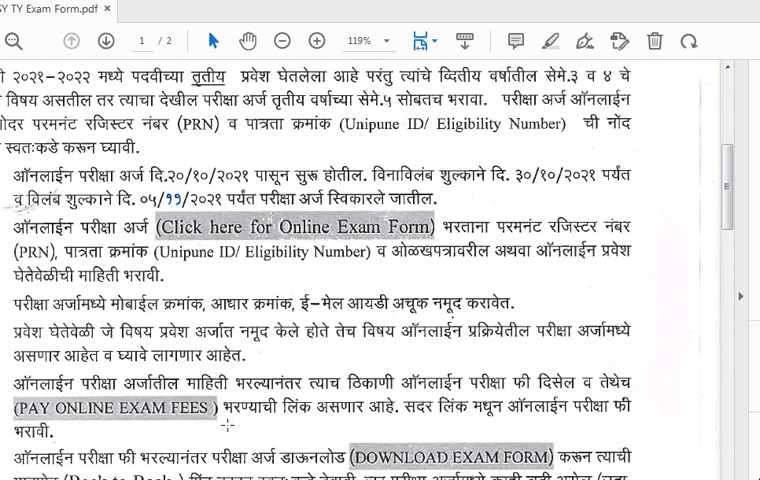 SY TY Exam Form.pdf ×
1 / 2
119%
२०२१-२०२२ मध्ये पदवीच्या तृतीय प्रवेश घेतलेला आहे परंतु त्यांचे व्दितीय वर्षातील सेमे.३ व ४ चे
विषय असतील तर त्याचा देखील परीक्षा अर्ज तृतीय वर्षाच्या सेमे.५ सोबतच भरावा. परीक्षा अर्ज ऑनलाईन
परमनंट रजिस्टर नंबर (PRN) व पात्रता क्रमांक (Unipune ID/ Eligibility Number) ची नोंद
स्वतःकडे करून घ्यावी.
ऑनलाईन परीक्षा अर्ज दि.२०/१०/२०२१ पासून सुरू होतील. विनाविलंब शुल्काने दि. ३०/१०/२०२१ पर्यंत
व विलंब शुल्काने दि. ०५/११/२०२१ पर्यंत परीक्षा अर्ज स्विकारले जातील.
ऑनलाईन परीक्षा अर्ज (Click here for Online Exam Form) भरताना परमनंट रजिस्टर नंबर
(PRN), पात्रता क्रमांक (Unipune ID/ Eligibility Number) व ओळखपत्रावरील अथवा ऑनलाईन प्रवेश
घेतेवेळीची माहिती भरावी.
परीक्षा अर्जामध्ये मोबाईल क्रमांक, आधार क्रमांक, ई-मेल आयडी अचूक नमूद करावेत.
प्रवेश घेतेवेळी जे विषय प्रवेश अर्जात नमूद केले होते तेच विषय ऑनलाईन प्रक्रियेतील परीक्षा अर्जामध्ये
असणार आहेत व घ्यावे लागणार आहेत.
ऑनलाईन परीक्षा अर्जातील माहिती भरल्यानंतर त्याच ठिकाणी ऑनलाईन परीक्षा फी दिसेल व तेथेच
(PAY ONLINE EXAM FEES ) भरण्याची लिंक असणार आहे. सदर लिंक मधून ऑनलाईन परीक्षा फी
भरावी.
ऑनलाईन परीक्षा फी भरल्यानंतर परीक्षा अर्ज डाऊनलोड (DOWNLOAD EXAM FORM) करून त्याची